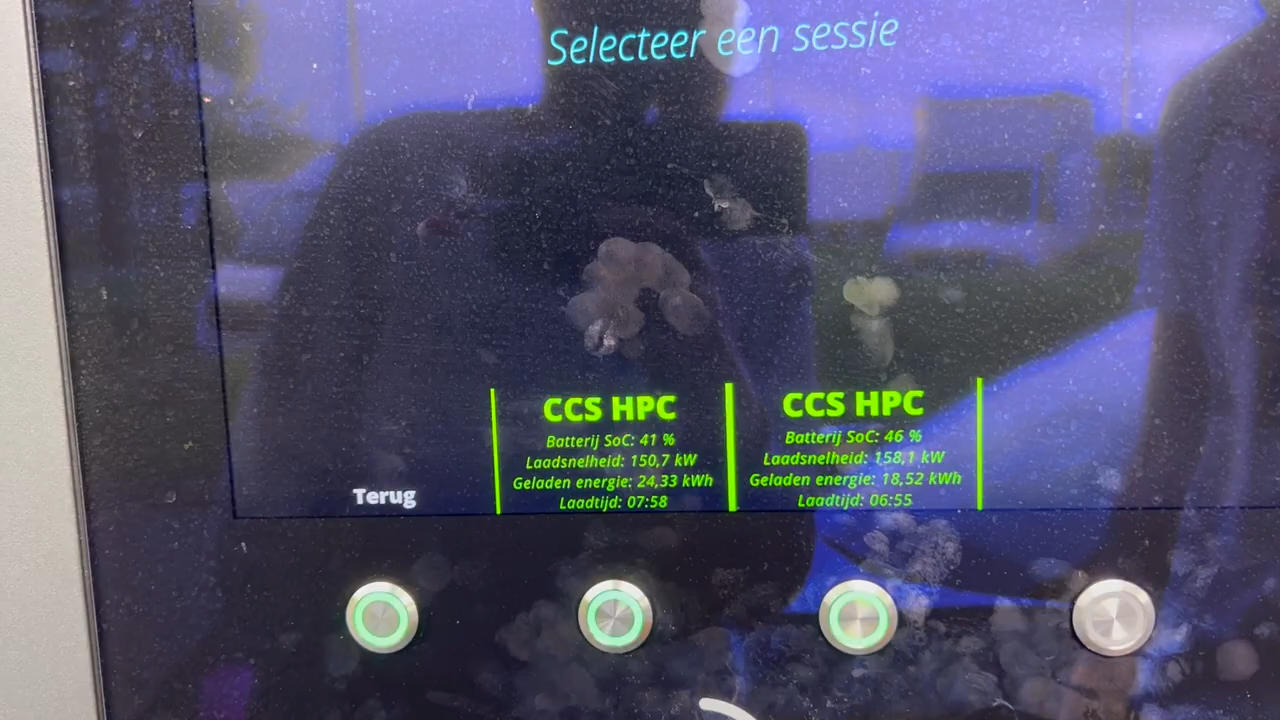 Selecteer een sessie
CCS HPC
Batterij SoC: 41 %
Laadsnelheid: 150,7 kW
Geladen energie: 24,33 kWh
Laadtijd: 07:58
CCS HPC
Batterij SoC: 46 %
Laadsnelheid: 158,1 kW
Geladen energie: 18,52 kWh
Laadtijd: 06:55
Terug